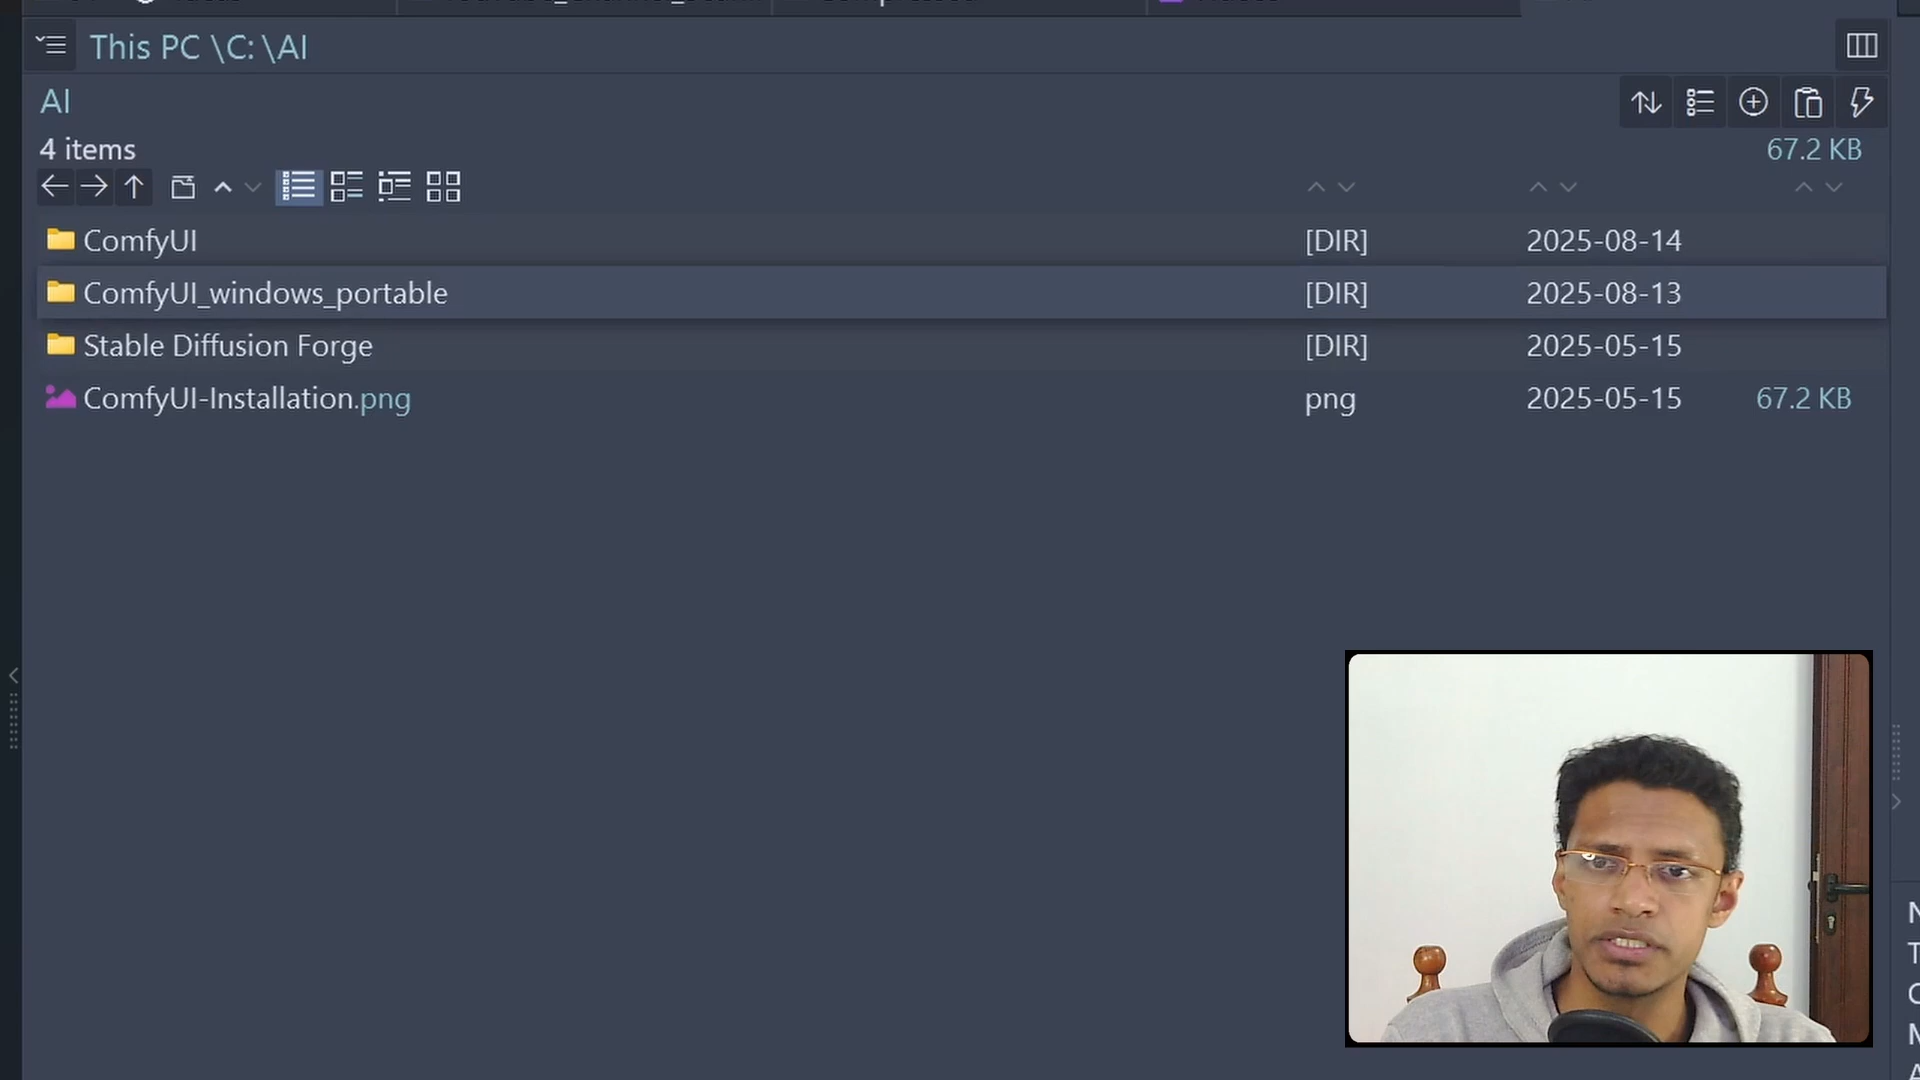 This PC \C: \AI
AI
4 items
67.2 KB
ComfyUI [DIR] 2025-08-14
ComfyUI_windows_portable [DIR] 2025-08-13
Stable Diffusion Forge [DIR] 2025-05-15
ComfyUI-Installation.png png 2025-05-15 67.2 KB